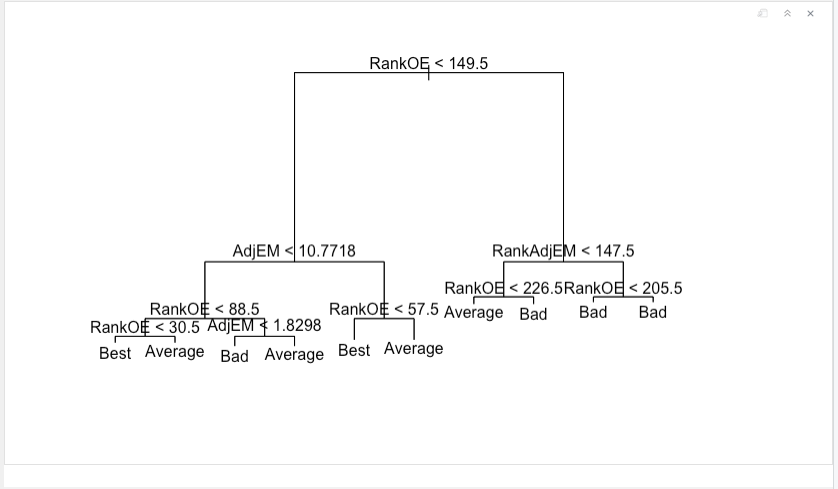 RankOE < 149.5
AdjEM < 10.7718
RankAdjEM < 147.5
RankOE < 226.5
RankOE < 205.5
RankOE < 88.5
RankOE < 57.5
Average
Bad
Bad
Bad
RankOE < 30.5
AdjEM < 1.8298
Best
Average
Bad
Average
Best
Average